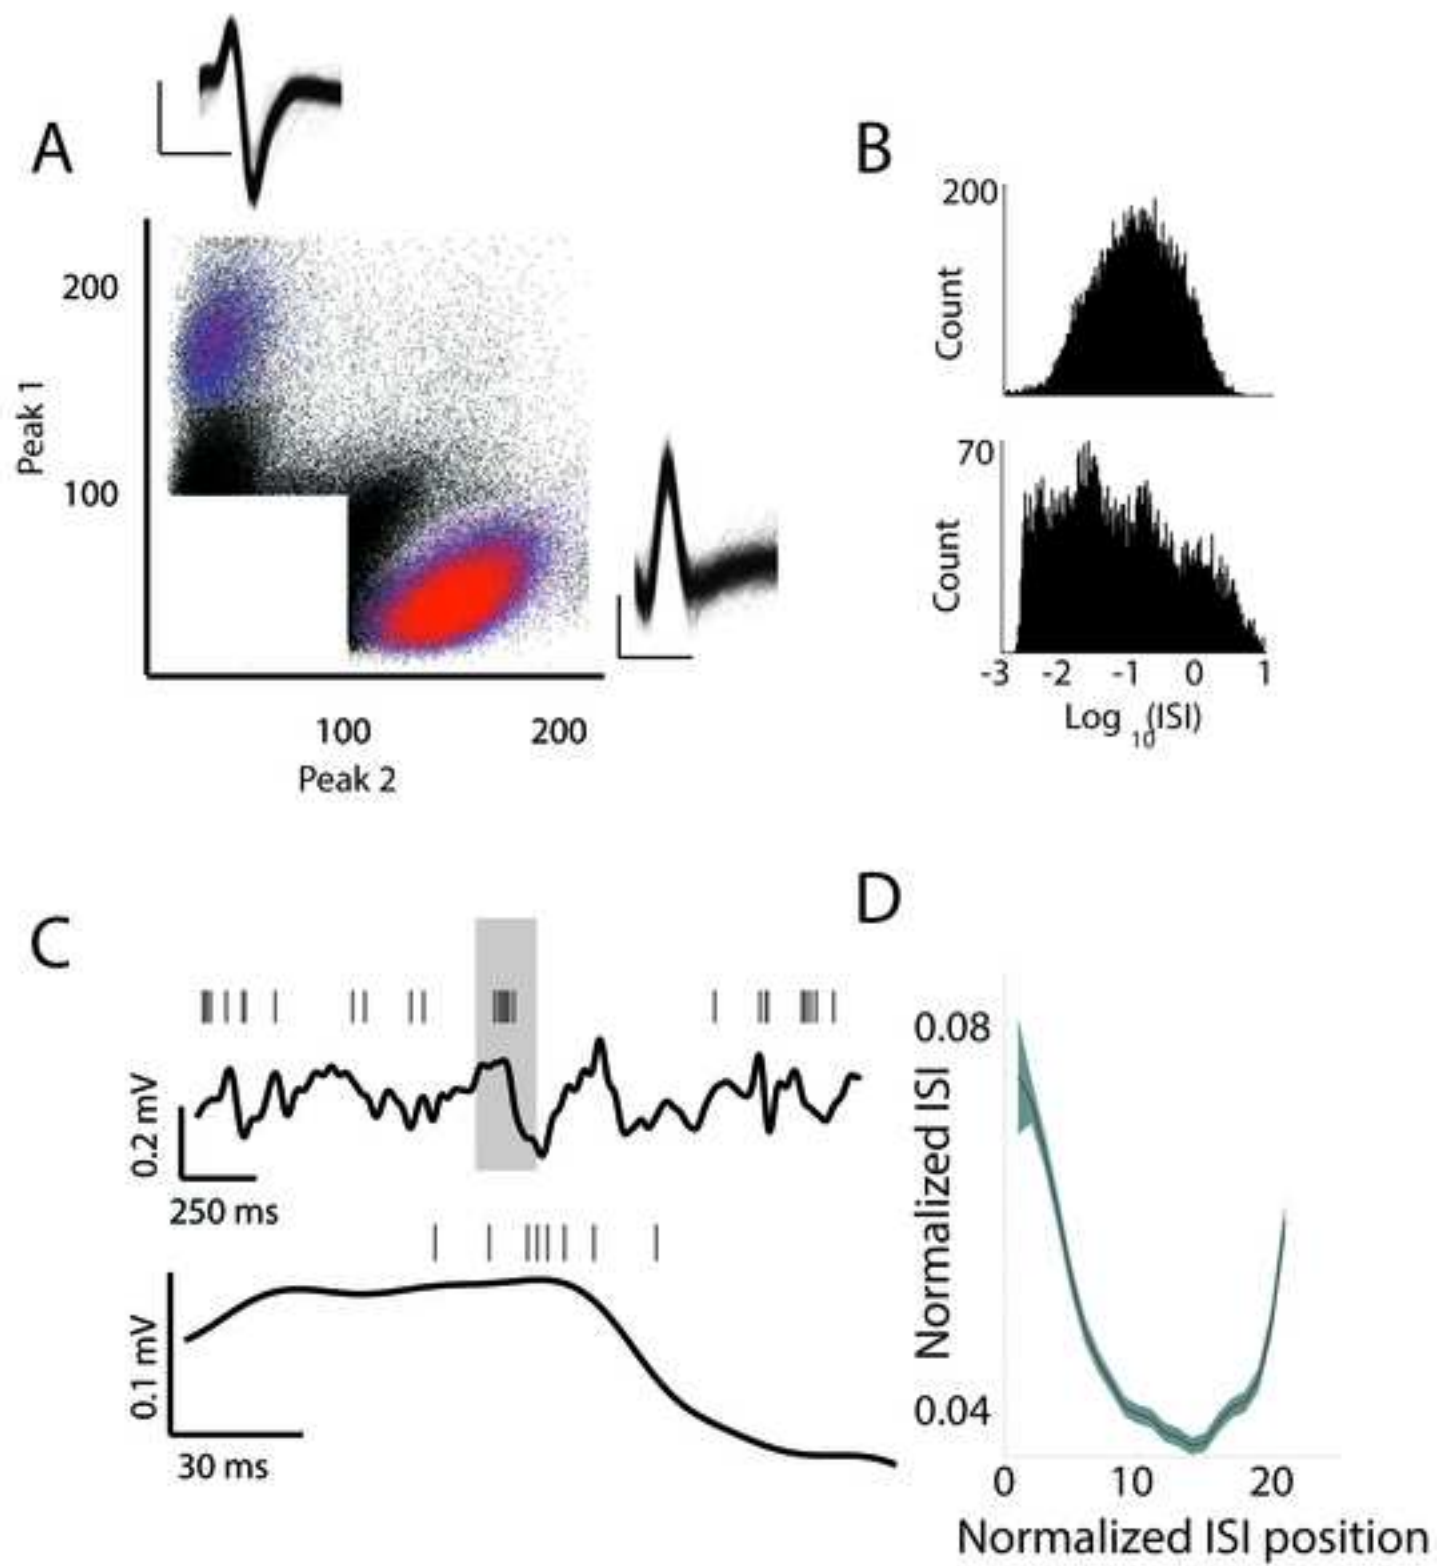 A
200
100
Peak 1
100
200
Peak 2
B
200
Count
70
Count
-3 -2 -1 0 1
Log 10 (ISI)
C
0.2 mV
250 ms
0.1 mV
30 ms
D
0.08
0.04
Normalized ISI
0 10 20
Normalized ISI position